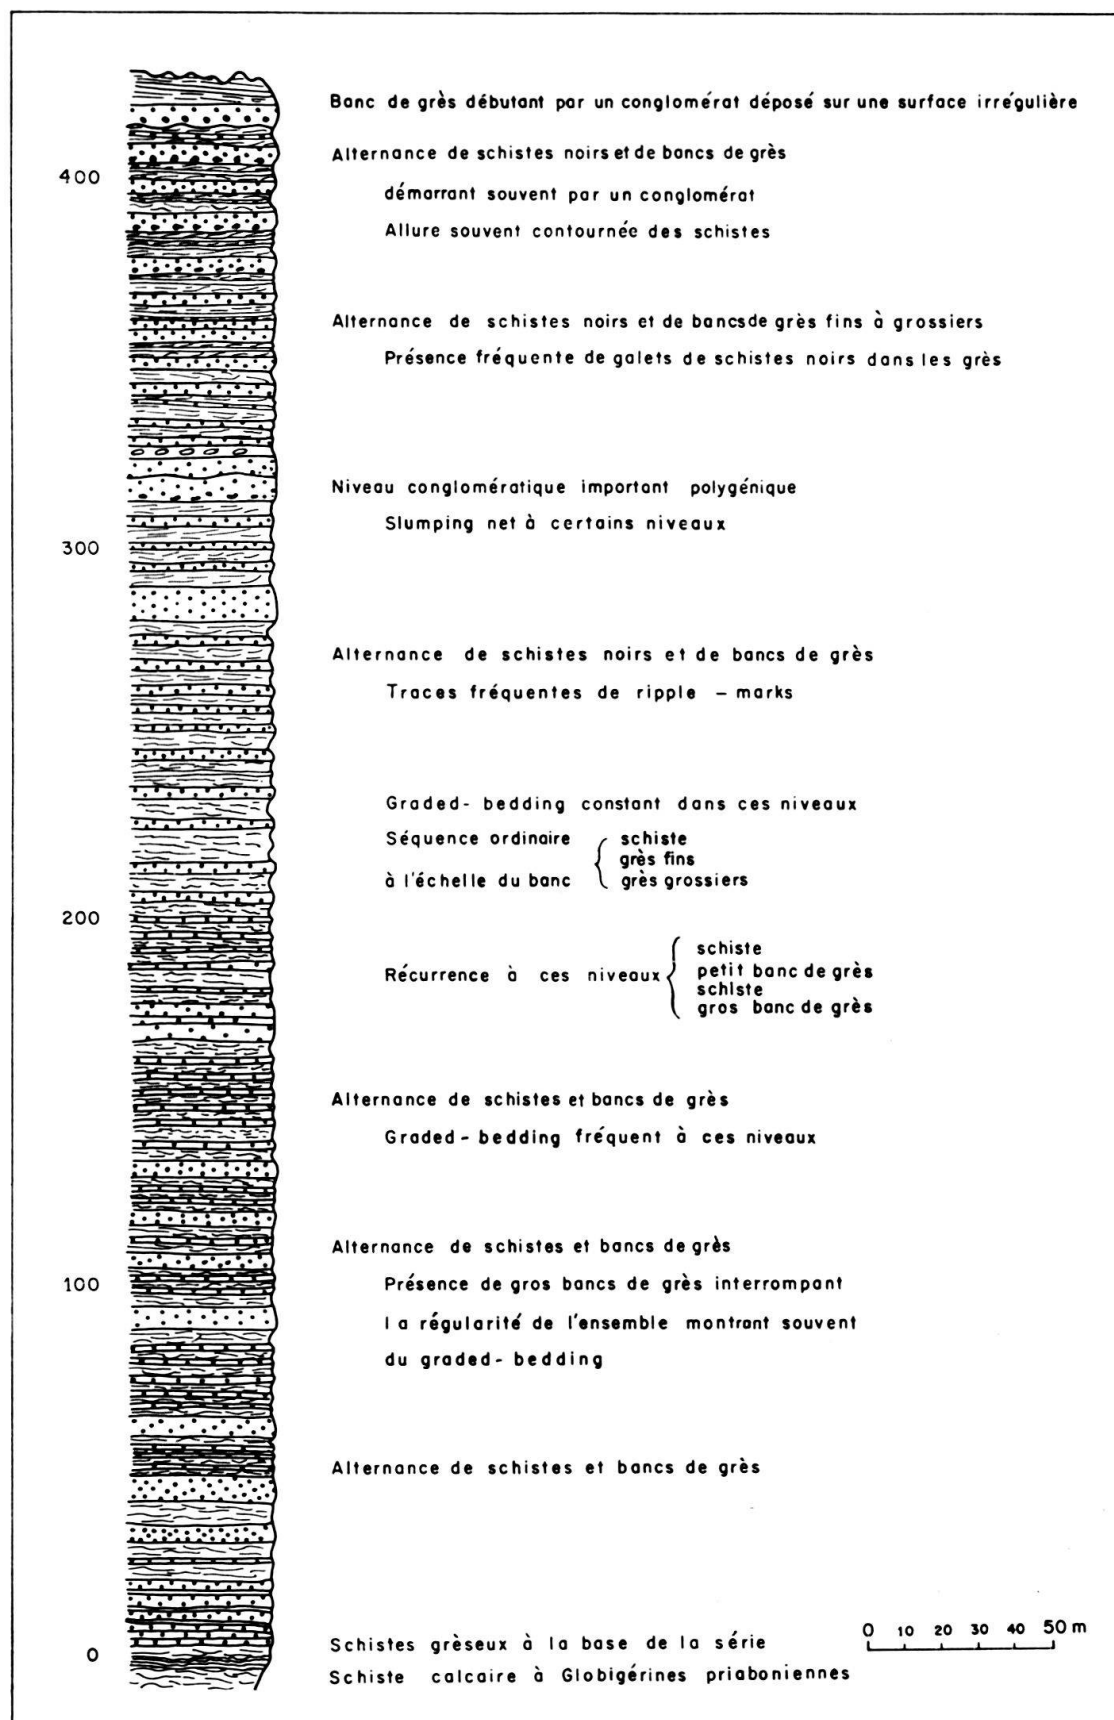 Banc de grès débutant par un conglomérat déposé sur une surface irrégulière
Alternance de schistes noirs et de bancs de grès
400
démarrant souvent par un conglomérat
Allure souvent contournée des schistes
Alternance de schistes noirs et de bancs de grès fins à grossiers
Présence fréquente de galets de schistes noirs dans les grès
Niveau conglomératique important polygénique
Slumping net à certains niveaux
300
Alternance de schistes noirs et de bancs de grès
Traces fréquentes de ripple - marks
Graded - bedding constant dans ces niveaux
Séquence ordinaire
à l'échelle du banc
schiste
grès fins
grès grossiers
200
Récurrence à ces niveaux
schiste
petit banc de grès
schiste
gros banc de grès
Alternance de schistes et bancs de grès
Graded - bedding fréquent à ces niveaux
Alternance de schistes et bancs de grès
100
Présence de gros bancs de grès interrompant
la régularité de l'ensemble montrant souvent
du graded - bedding
Alternance de schistes et bancs de grès
0 10 20 30 40 50 m
0
Schistes grèseux à la base de la série
Schiste calcaire à Globigérines priaboniennes